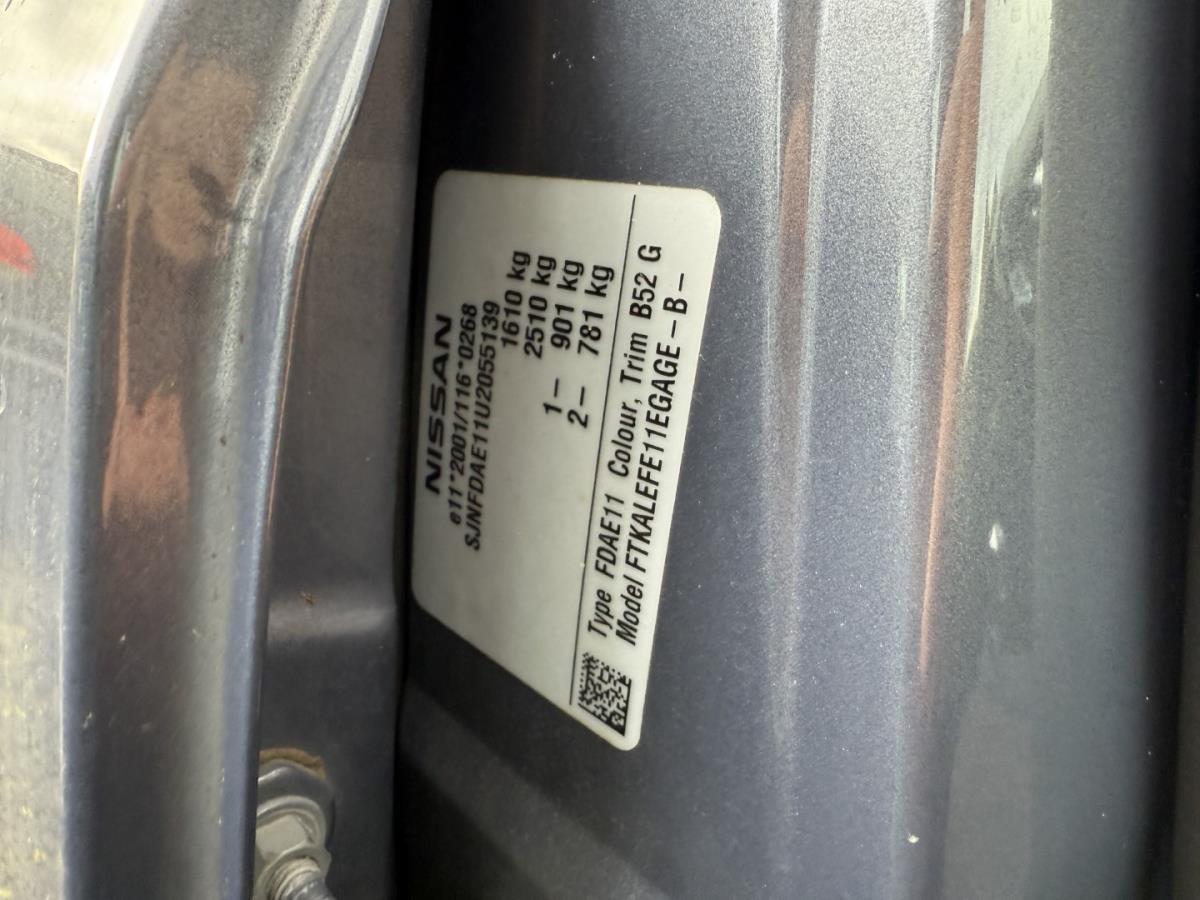 NISSAN
e11*2001/116*0268
SJNFDAE11U2055139
1610 kg
2510 kg
1– 901 kg
2– 781 kg
Type FDAE11 Colour, Trim B52 G
Model FTKALEFE11EGAGE – B –